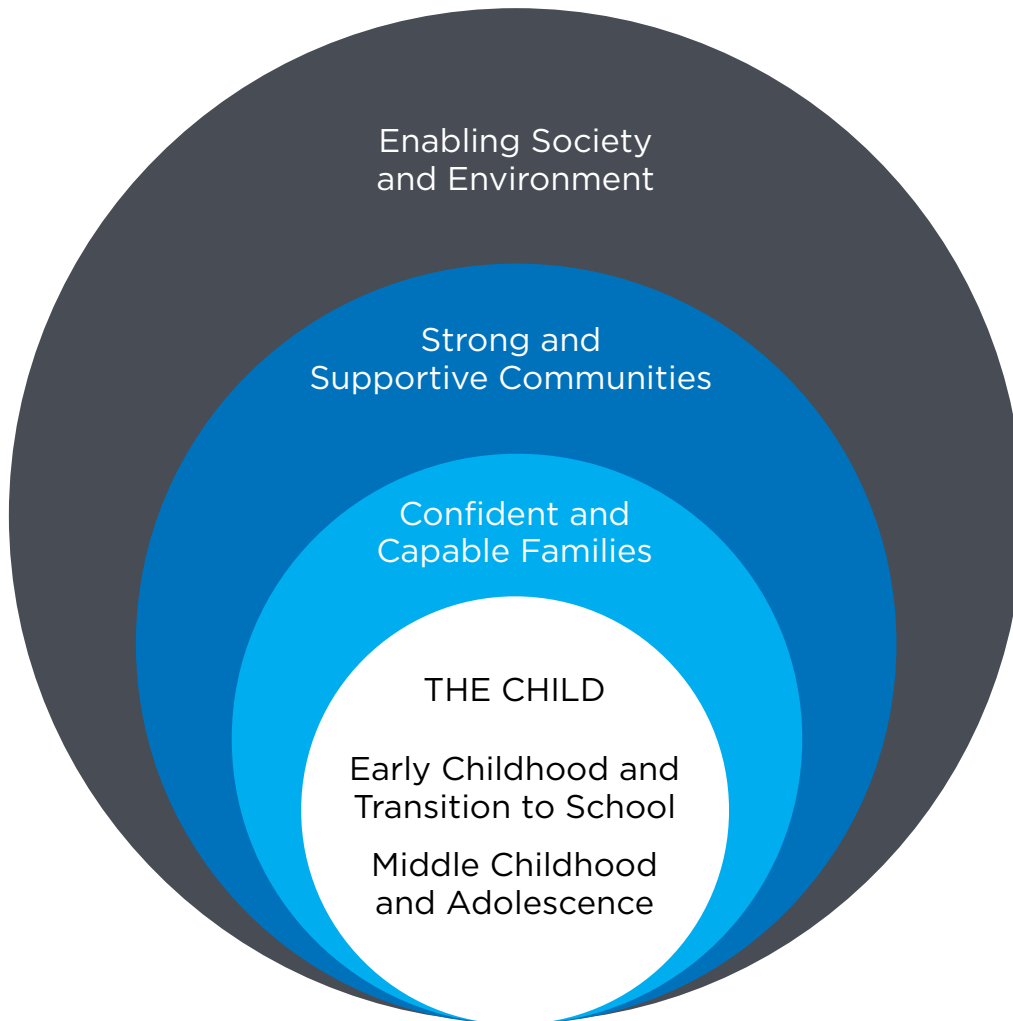 Enabling Society
and Environment
Strong and
Supportive Communities
Confident and
Capable Families
THE CHILD
Early Childhood and
Transition to School
Middle Childhood
and Adolescence